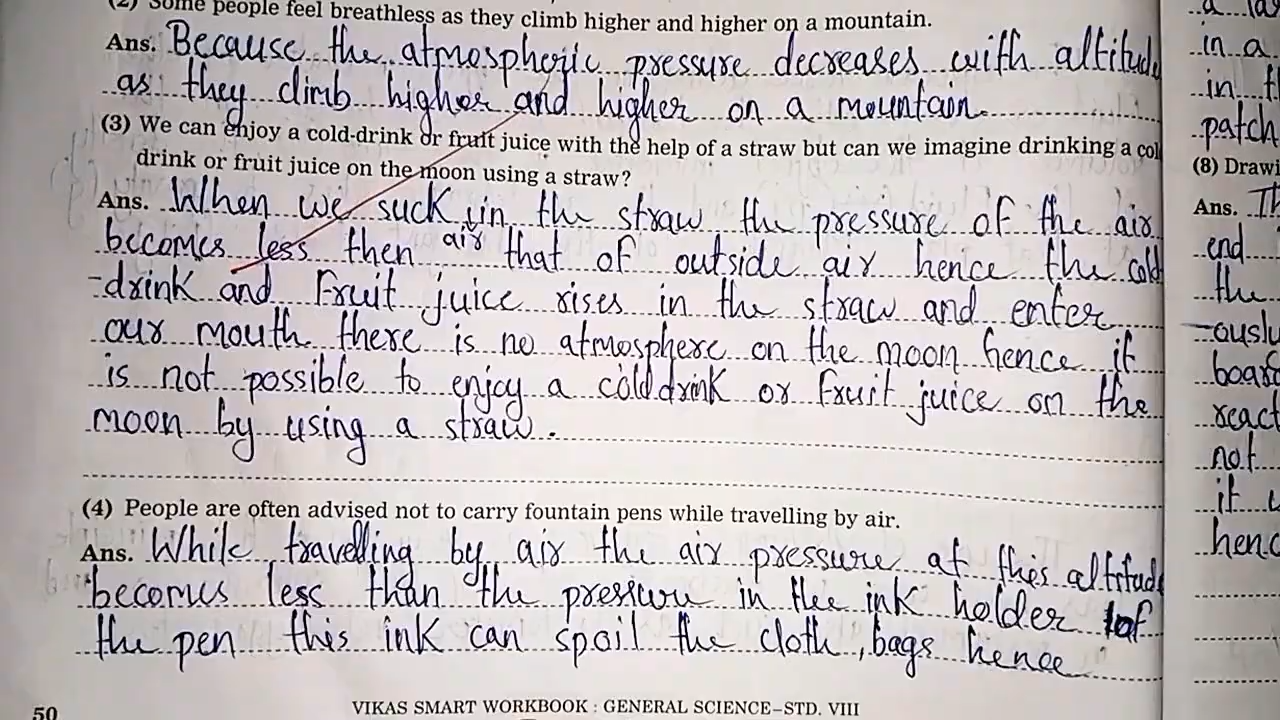 (2) Some people feel breathless as they climb higher and higher on a mountain.
Ans. Because the atmospheric pressure decreases with altitude
as they climb higher and higher on a mountain.
(3) We can enjoy a cold-drink or fruit juice with the help of a straw but can we imagine drinking a col
drink or fruit juice on the moon using a straw?
Ans. When we suck in the straw the pressure of the air
becomes less then air that of outside air hence the cold
-drink and Fruit juice rises in the straw and enter
our mouth there is no atmosphere on the moon hence it
is not possible to enjoy a cold drink or fruit juice on the
moon by using a straw.
(4) People are often advised not to carry fountain pens while travelling by air.
Ans. While travelling by air the air pressure at this altitude
becomes less than the pressure in the ink holder of
the pen this ink can spoil the cloth, bags hence
50
VIKAS SMART WORKBOOK : GENERAL SCIENCE–STD. VIII
in a
patch
(8) Drawi
Ans. Th
end
the
-ously
board
react
not
it
henc